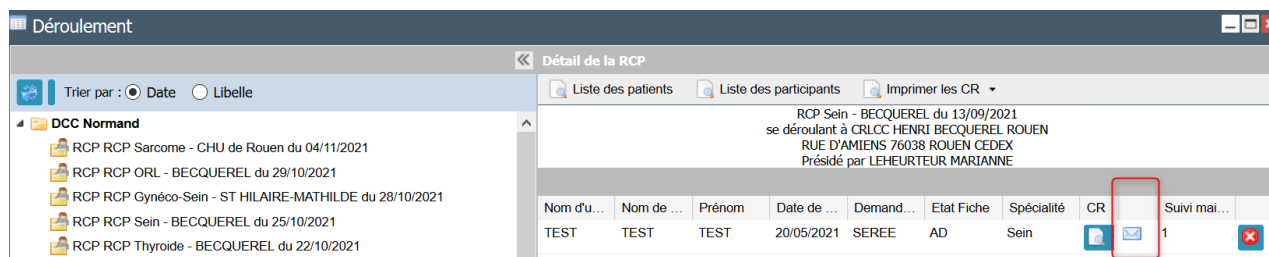 Déroulement
Détail de la RCP
Trier par : Date Libelle
Liste des patients Liste des participants Imprimer les CR
DCC Normand
RCP RCP Sarcome - CHU de Rouen du 04/11/2021
RCP RCP ORL - BECQUEREL du 29/10/2021
RCP RCP Gynéco-Sein - ST HILAIRE-MATHILDE du 28/10/2021
RCP RCP Sein - BECQUEREL du 25/10/2021
RCP RCP Thyroide - BECQUEREL du 22/10/2021
RCP Sein - BECQUEREL du 13/09/2021
se déroulant à CRLCC HENRI BECQUEREL ROUEN
RUE D'AMIENS 76038 ROUEN CEDEX
Présidé par LEHEURTEUR MARIANNE
Nom d'u... Nom de ... Prénom Date de ... Demand... Etat Fiche Spécialité CR Suivi mai...
TEST TEST TEST 20/05/2021 SEREE AD Sein 1